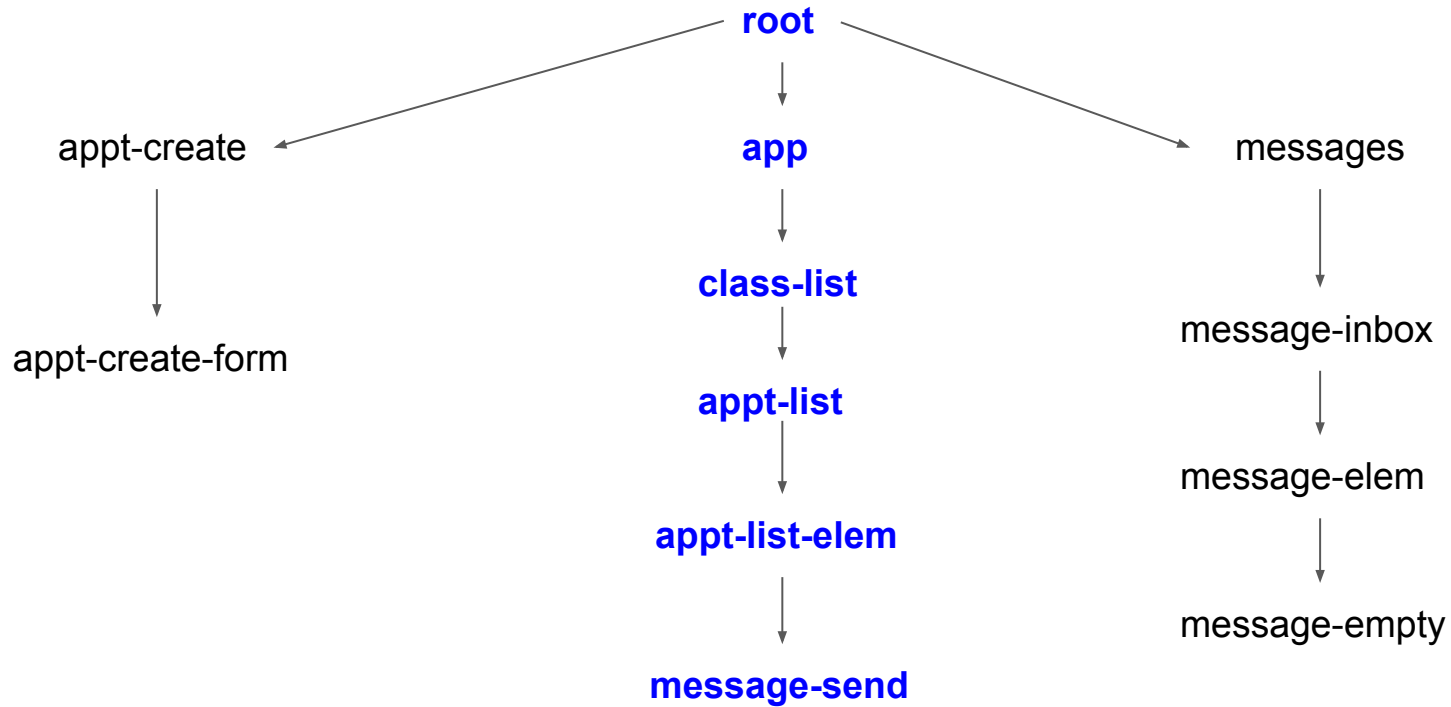 root
appt-create
app
messages
class-list
message-inbox
appt-create-form
appt-list
message-elem
appt-list-elem
message-empty
message-send